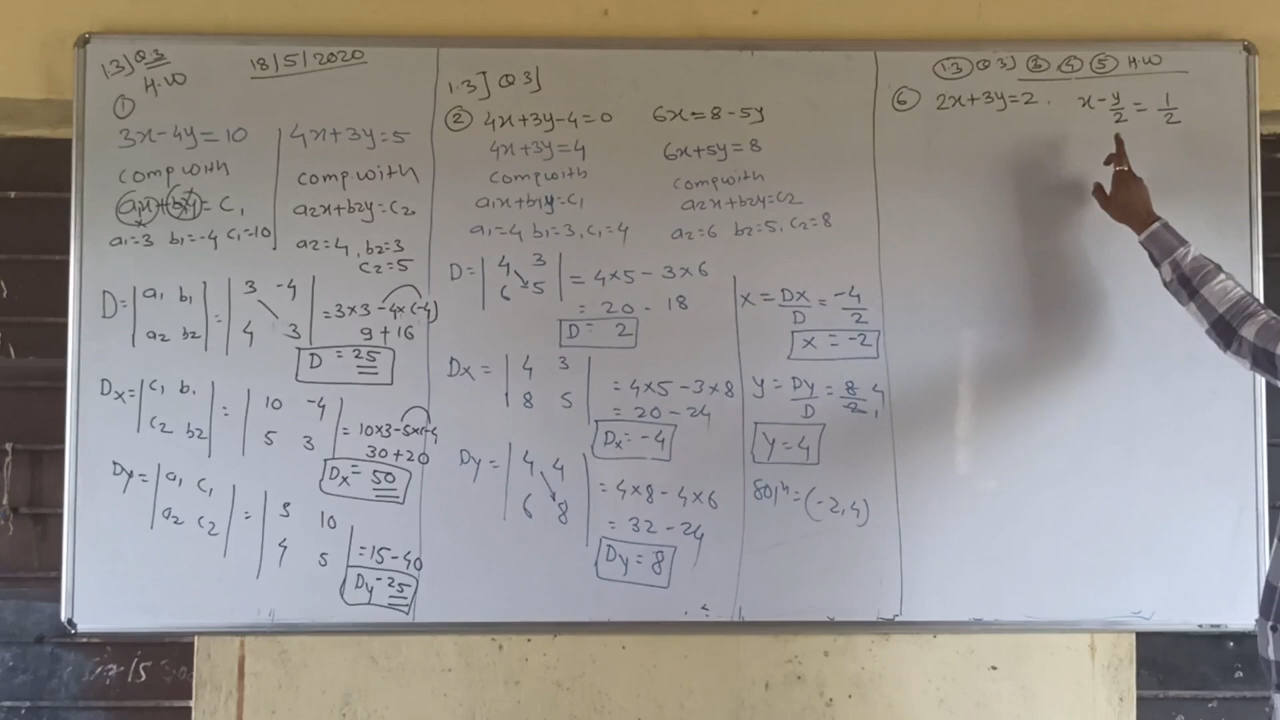 1.3] Q.3
H.W
18/5/2020
①
3x-4y=10
comp with
a1x+b1y=c1
a1=3 b1=-4 c1=10
4x+3y=5
comp with
a2x+b2y=c2
a2=4, b2=3
c2=5
D=|a1 b1| = |3 -4| =3×3-4×(-4)
|a2 b2| |4 3| 9+16
D = 25
Dx=|c1 b1| = |10 -4| =10×3-5×-4
|c2 b2| |5 3| 30+20
Dx= 50
Dy=|a1 c1| = |3 10|
|a2 c2| |4 5| =15-40
Dy-25
1.3] Q3]
② 4x+3y-4=0
4x+3y=4
comp with
a1x+b1y=c1
a1=4 b1=3, c1=4
6x=8-5y
6x+5y=8
comp with
a2x+b2y=c2
a2=6 b2=5, c2=8
D=|4 3| = 4×5-3×6
|6 5| = 20-18
D= 2
Dx = |4 3| = 4×5-3×8
|8 5| = 20-24
Dx=-4
Dy = |4 4| = 4×8-4×6
|6 8| = 32-24
Dy=8
x = Dx/D = -4/2
x = -2
y = Dy/D = 8/2 4
1
y=4
Solⁿ=(-2,4)
1.3 Q3] ③ ④ ⑤ H.W
⑥ 2x+3y=2. x-y/2 = 1/2